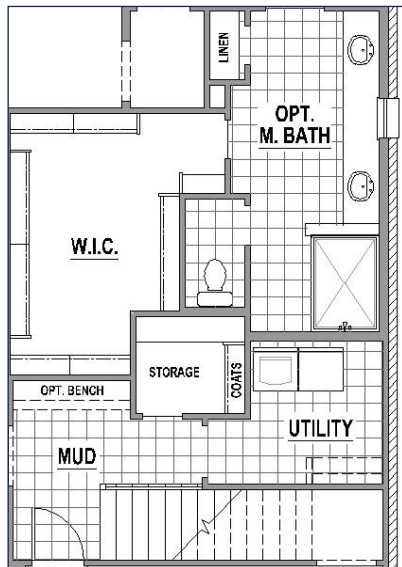 LINEN
OPT.
M. BATH
W.I.C.
STORAGE
COATS
OPT. BENCH
UTILITY
MUD